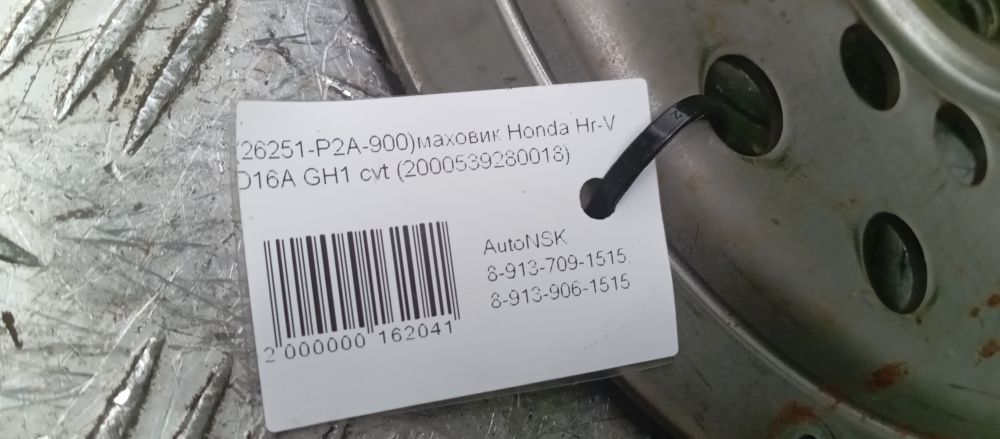 (26251-P2A-900)маховик Honda Hr-V
D16A GH1 cvt (2000539280018)
AutoNSK
8-913-709-1515,
8-913-906-1515
2 000000 162041